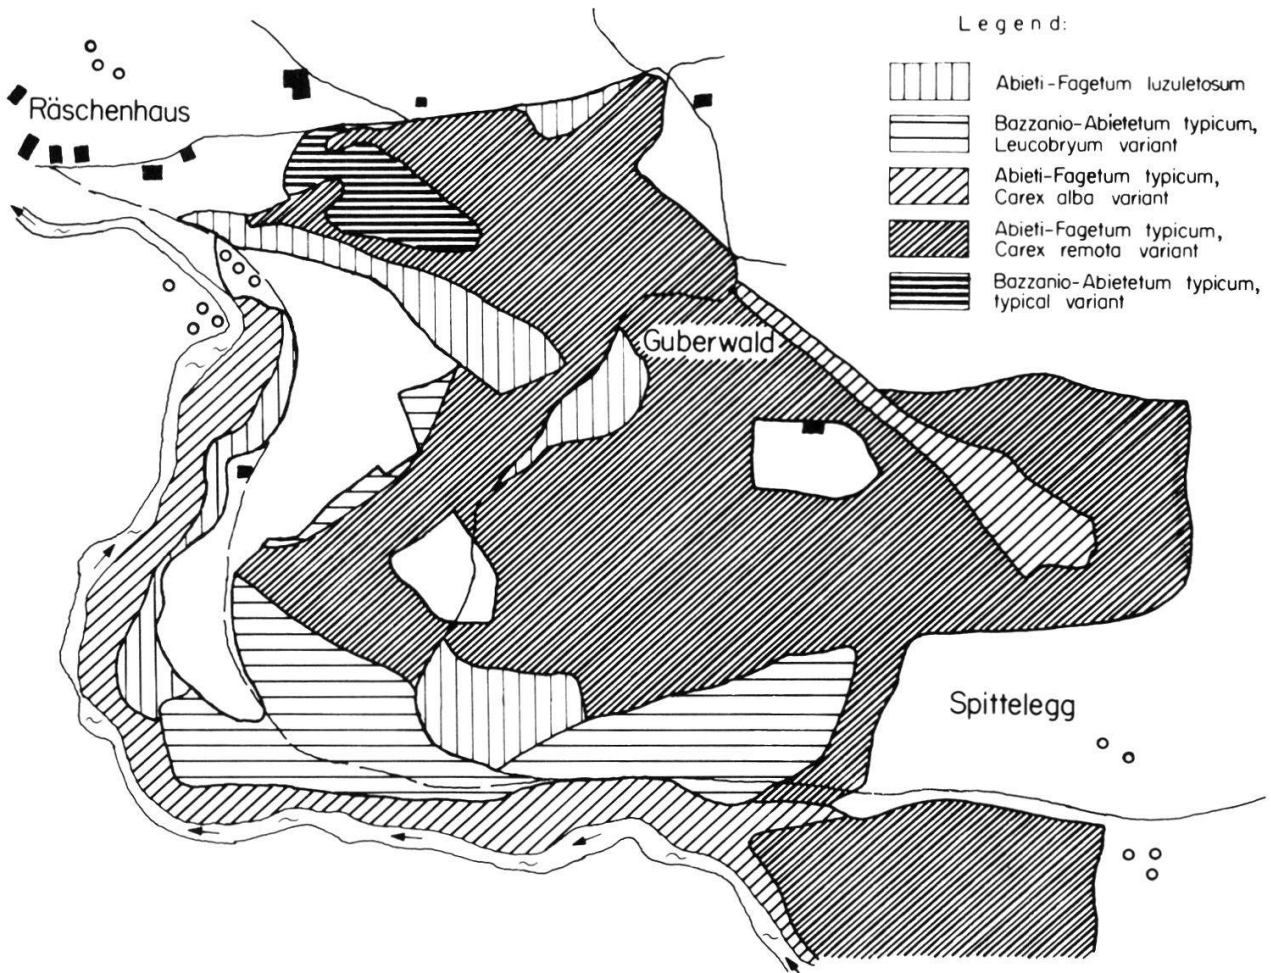 Legend:
Abieti-Fagetum luzuletosum
Bazzanio-Abietetum typicum,
Leucobryum variant
Abieti-Fagetum typicum,
Carex alba variant
Abieti-Fagetum typicum,
Carex remota variant
Bazzanio-Abietetum typicum,
typical variant
Räschenhaus
Guberwald
Spittelegg